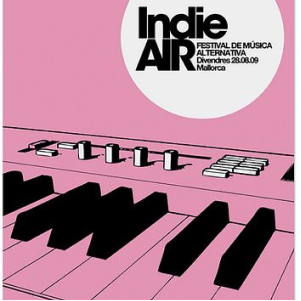 Indie
AIR
FESTIVAL DE MÚSICA
ALTERNATIVA
Divendres 28.08.09
Mallorca